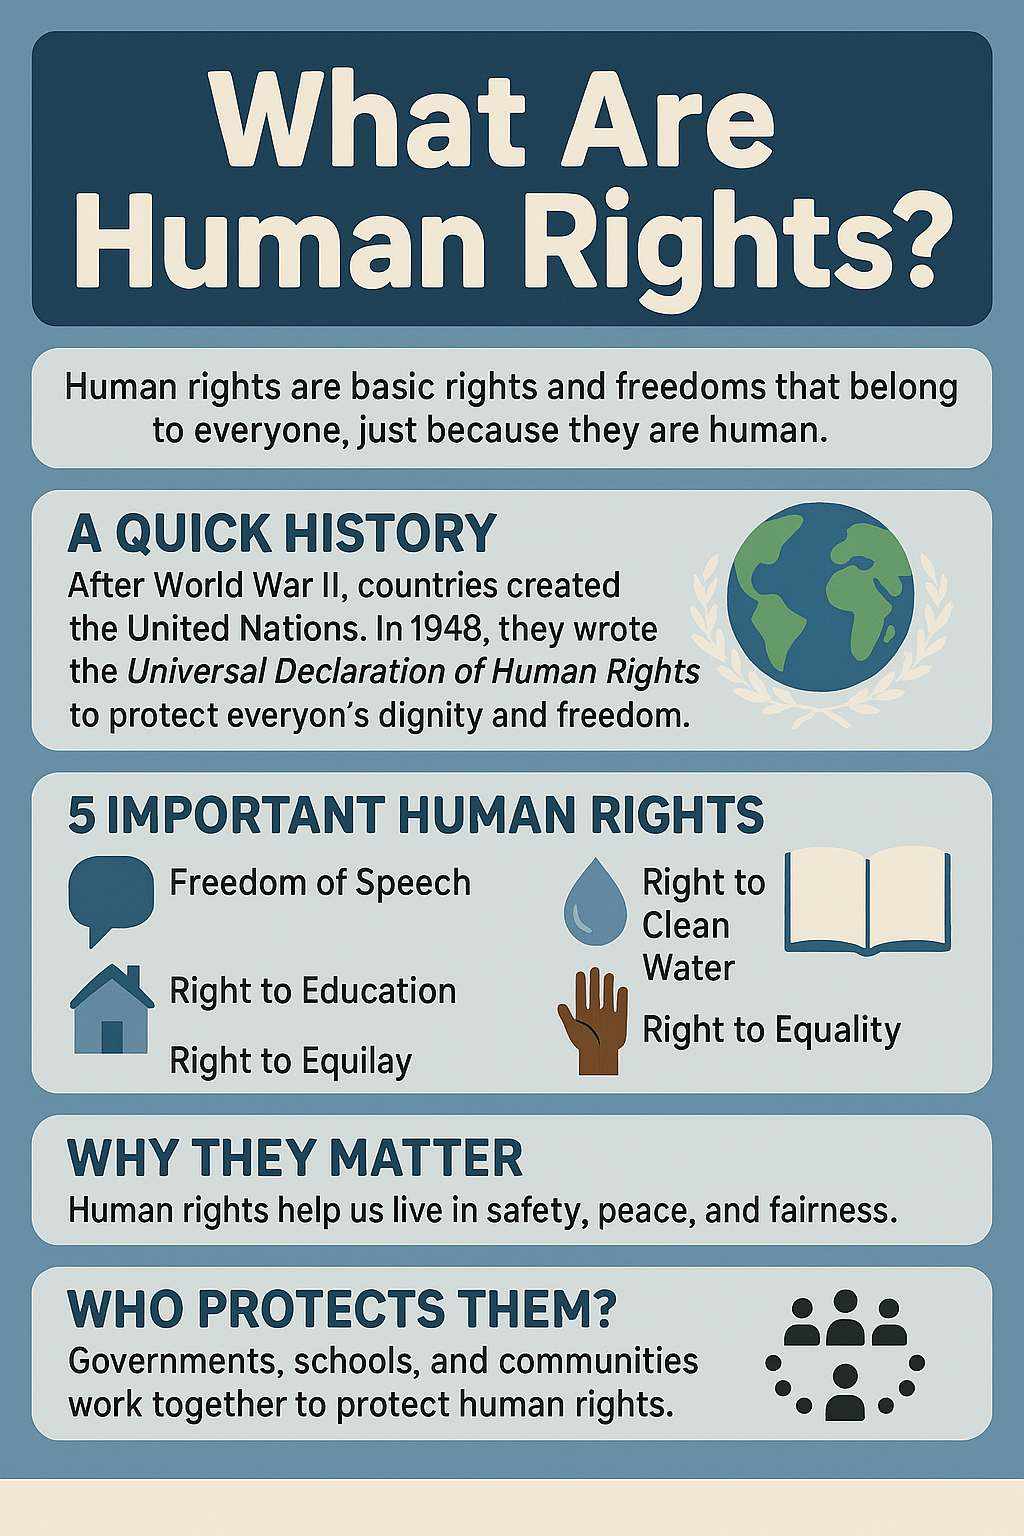 What Are
Human Rights?
Human rights are basic rights and freedoms that belong
to everyone, just because they are human.
A QUICK HISTORY
After World War II, countries created
the United Nations. In 1948, they wrote
the Universal Declaration of Human Rights
to protect everyon's dignity and freedom.
5 IMPORTANT HUMAN RIGHTS
Freedom of Speech
Right to Education
Right to Equilay
Right to
Clean
Water
Right to Equality
WHY THEY MATTER
Human rights help us live in safety, peace, and fairness.
WHO PROTECTS THEM?
Governments, schools, and communities
work together to protect human rights.